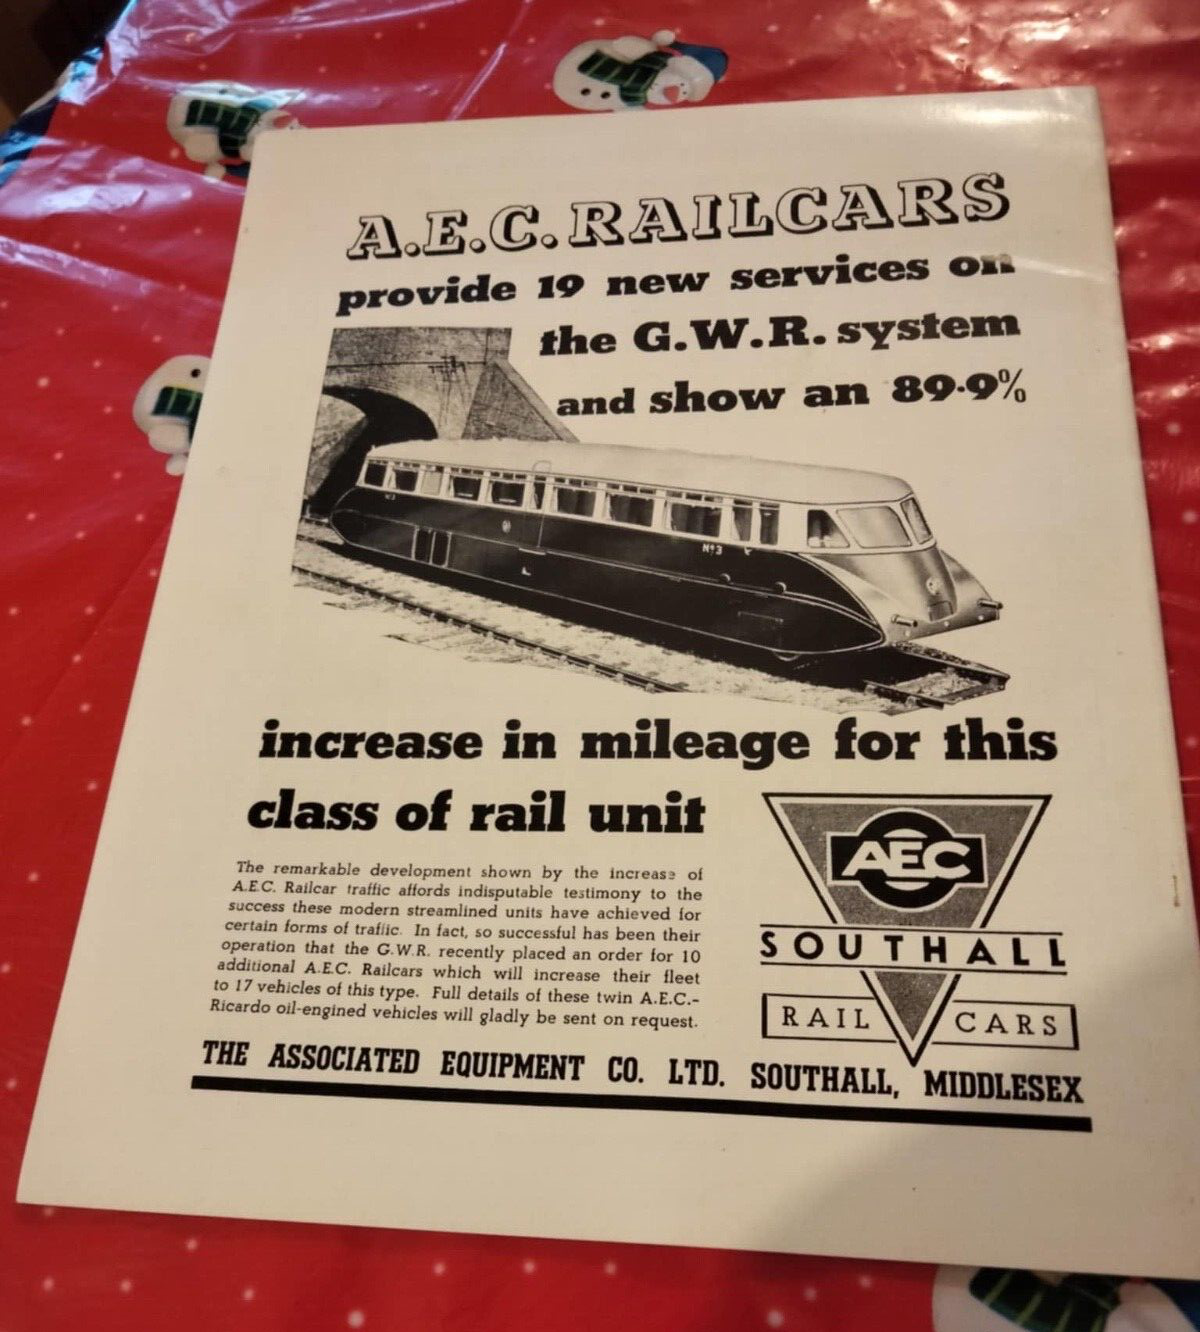 A.E.C. RAILCARS
provide 19 new services on
the G.W.R. system
and show an 89·9%
Nº3
increase in mileage for this
class of rail unit
The remarkable development shown by the increase of
A.E.C. Railcar traffic affords indisputable testimony to the
success these modern streamlined units have achieved for
certain forms of traffic. In fact, so successful has been their
operation that the G.W.R. recently placed an order for 10
additional A.E.C. Railcars which will increase their fleet
to 17 vehicles of this type. Full details of these twin A.E.C.-
Ricardo oil-engined vehicles will gladly be sent on request.
AEC
SOUTHALL
RAIL CARS
THE ASSOCIATED EQUIPMENT CO. LTD. SOUTHALL, MIDDLESEX